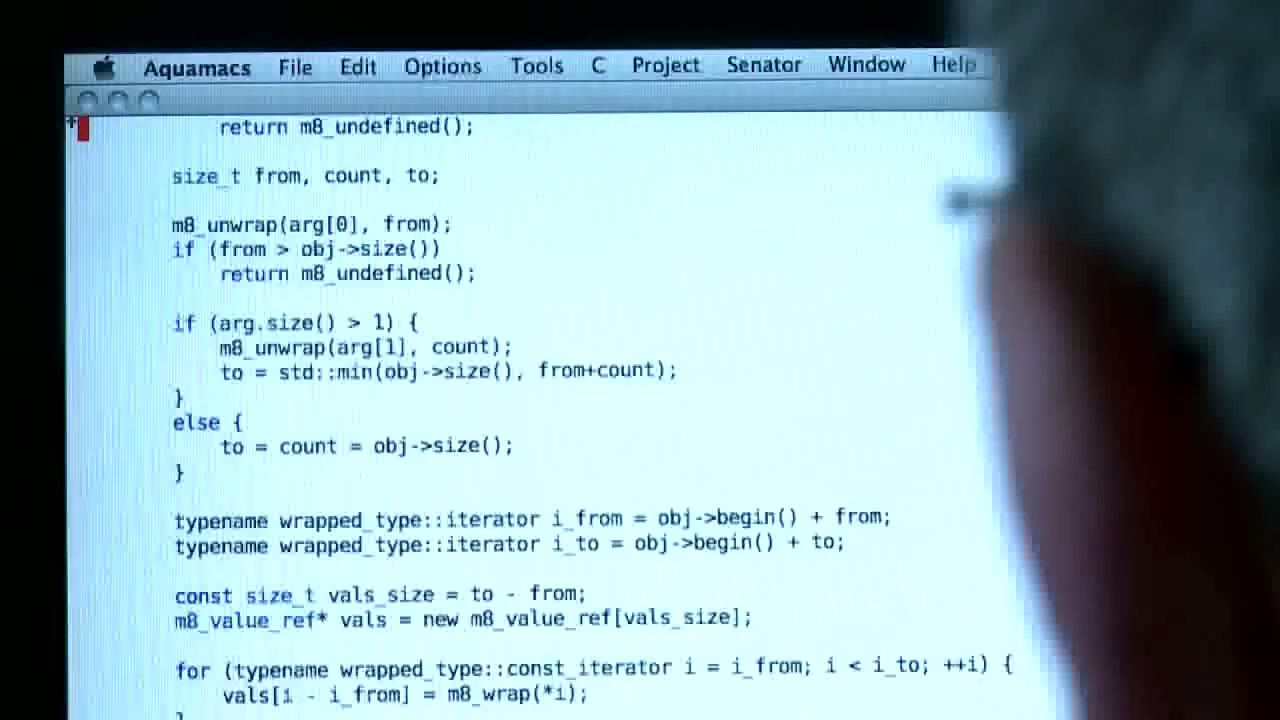 Aquamacs File Edit Options Tools C Project Senator Window Help
return m8_undefined();
size_t from, count, to;
m8_unwrap(arg[0], from);
if (from > obj->size())
return m8_undefined();
if (arg.size() > 1) {
m8_unwrap(arg[1], count);
to = std::min(obj->size(), from+count);
}
else {
to = count = obj->size();
}
typename wrapped_type::iterator i_from = obj->begin() + from;
typename wrapped_type::iterator i_to = obj->begin() + to;
const size_t vals_size = to - from;
m8_value_ref* vals = new m8_value_ref[vals_size];
for (typename wrapped_type::const_iterator i = i_from; i < i_to; ++i) {
vals[i - i_from] = m8_wrap(*i);
}